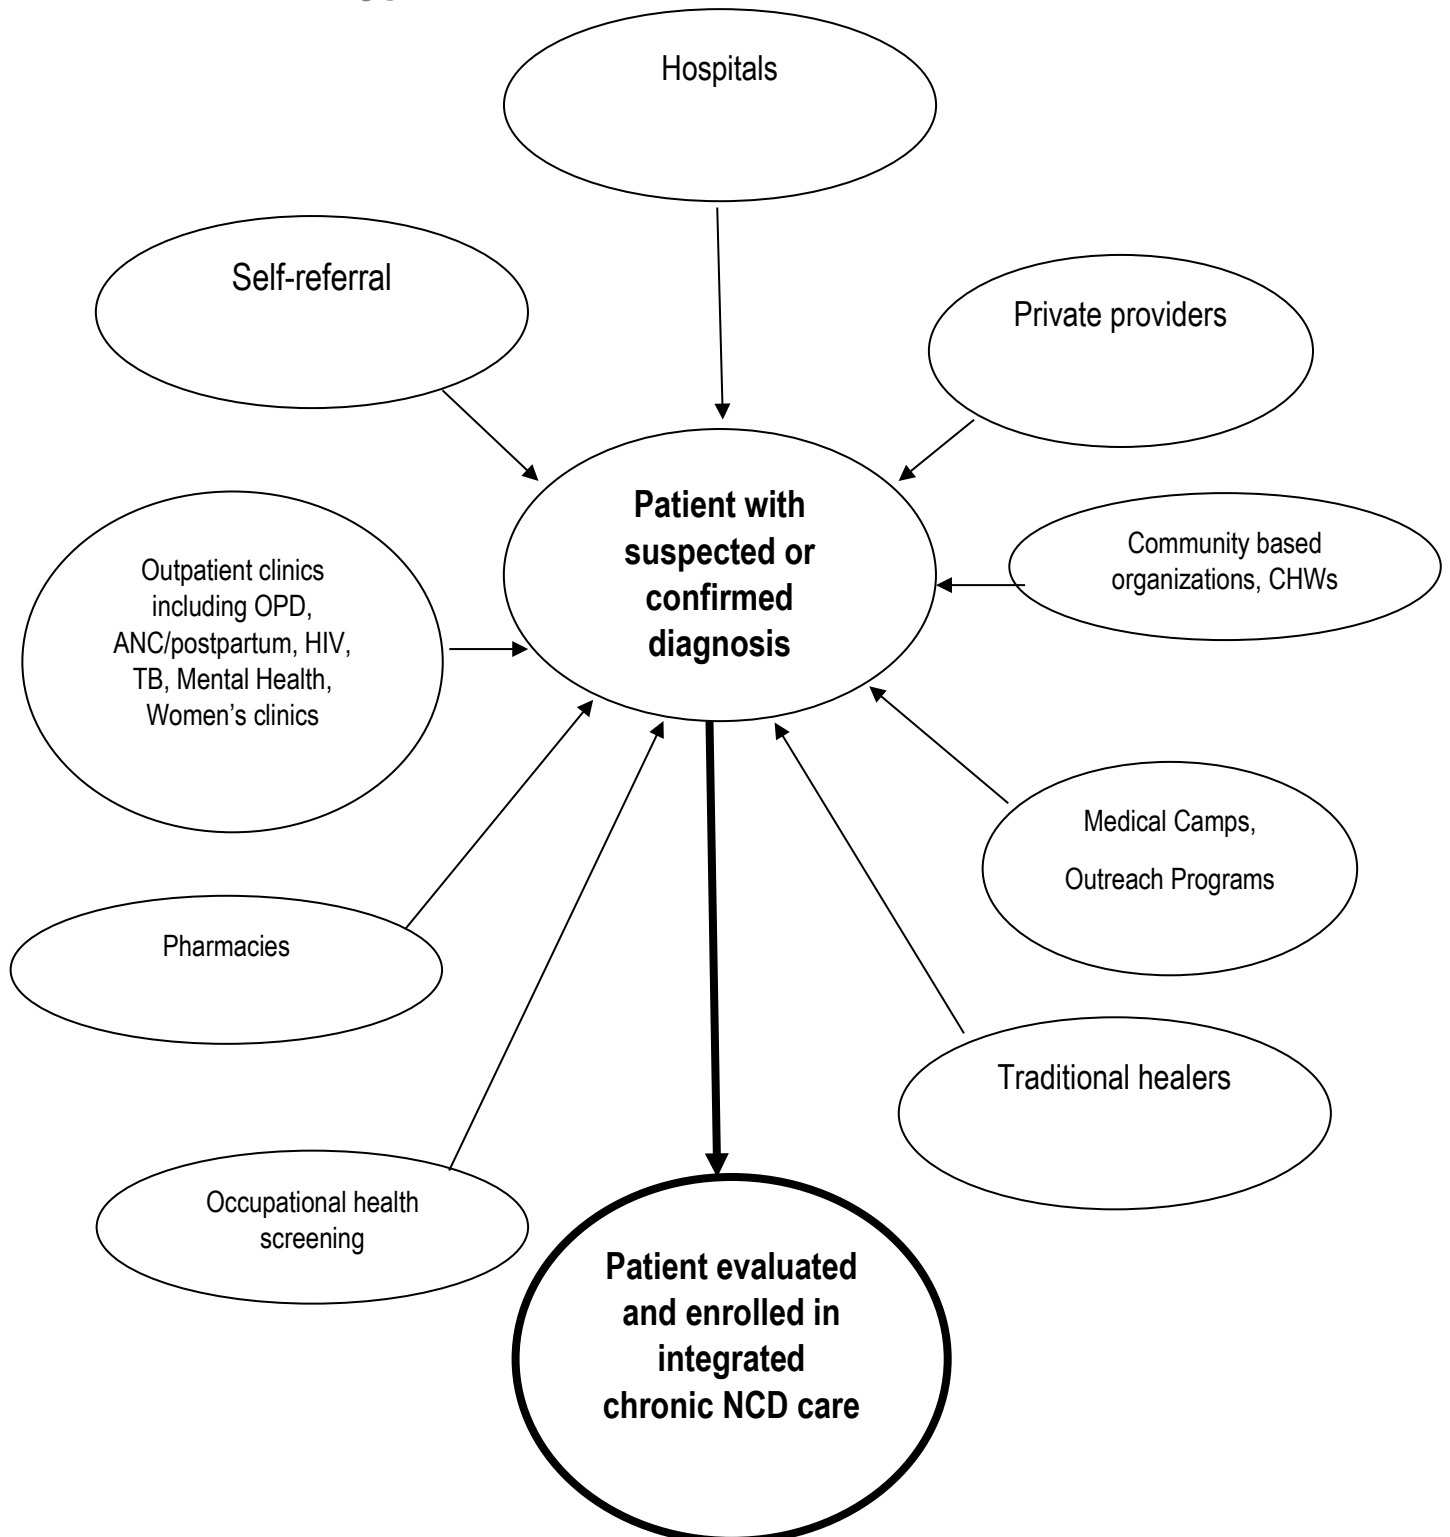 Hospitals
Self-referral
Private providers
Patient with
suspected or
confirmed
diagnosis
Community based
organizations, CHWs
Outpatient clinics
including OPD,
ANC/postpartum, HIV,
TB, Mental Health,
Women’s clinics
Medical Camps,
Outreach Programs
Pharmacies
Traditional healers
Occupational health
screening
Patient evaluated
and enrolled in
integrated
chronic NCD care